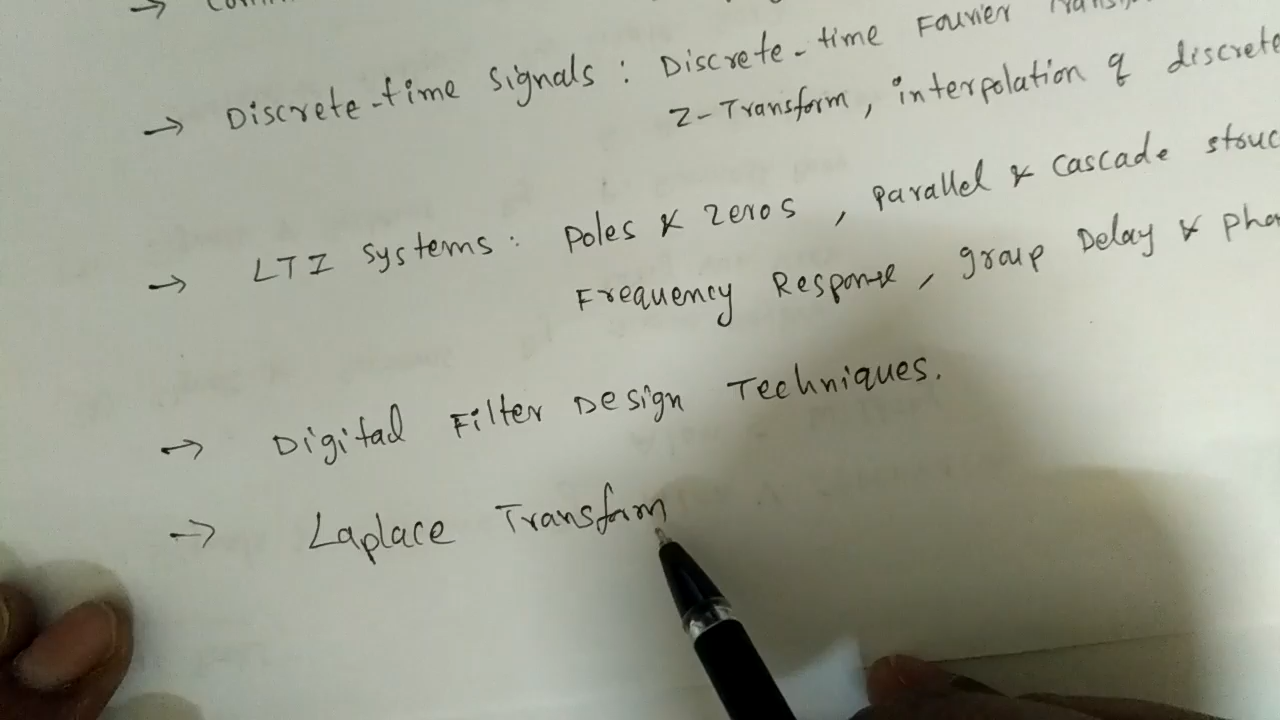 → Discrete-time signals : Discrete-time Fourier
Z-Transform, interpolation of discrete
→ LTI systems: Poles & zeros, parallel & cascade
Frequency Response, group Delay &
→ Digital Filter Design Techniques.
→ Laplace Transform